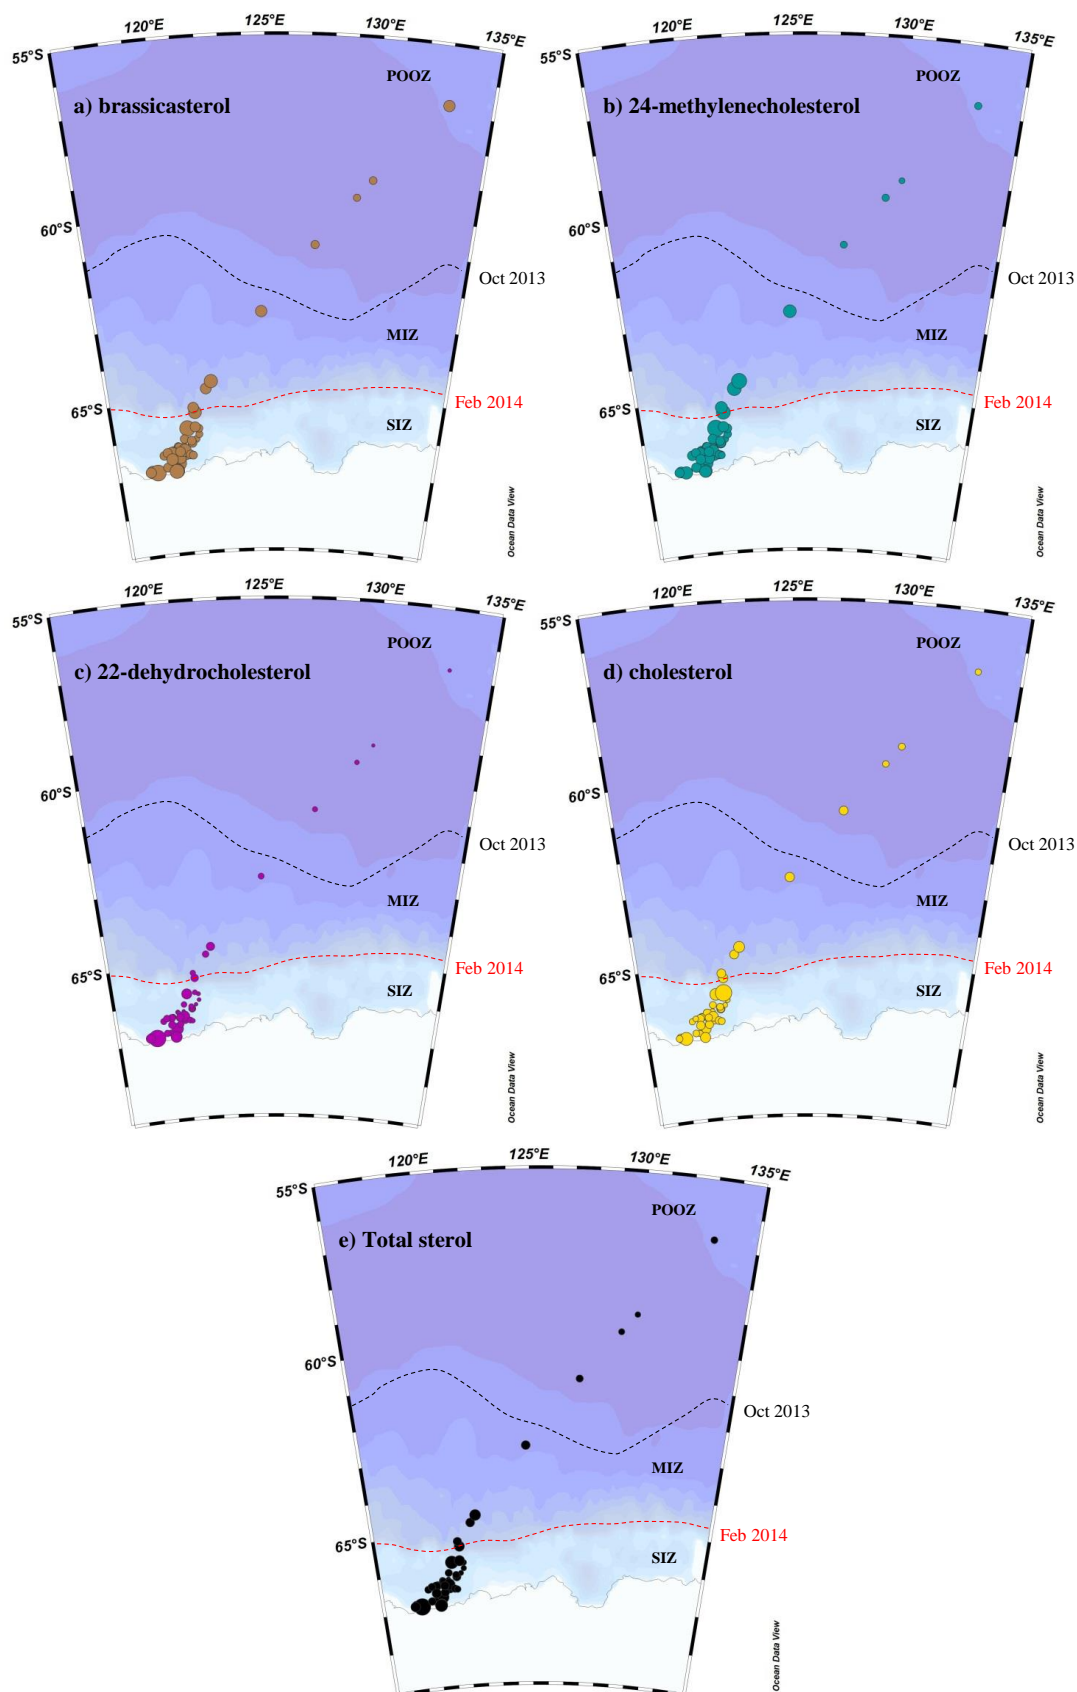 120°E 125°E 130°E 135°E
55°S
POOZ
a) brassicasterol
60°S
Oct 2013
MIZ
65°S
Feb 2014
SIZ
Ocean Data View
120°E 125°E 130°E 135°E
55°S
POOZ
b) 24-methylenecholesterol
60°S
Oct 2013
MIZ
65°S
Feb 2014
SIZ
Ocean Data View
120°E 125°E 130°E 135°E
55°S
POOZ
c) 22-dehydrocholesterol
60°S
Oct 2013
MIZ
65°S
Feb 2014
SIZ
Ocean Data View
120°E 125°E 130°E 135°E
55°S
POOZ
d) cholesterol
60°S
Oct 2013
MIZ
65°S
Feb 2014
SIZ
Ocean Data View
120°E 125°E 130°E 135°E
55°S
POOZ
e) Total sterol
60°S
Oct 2013
MIZ
65°S
Feb 2014
SIZ
Ocean Data View